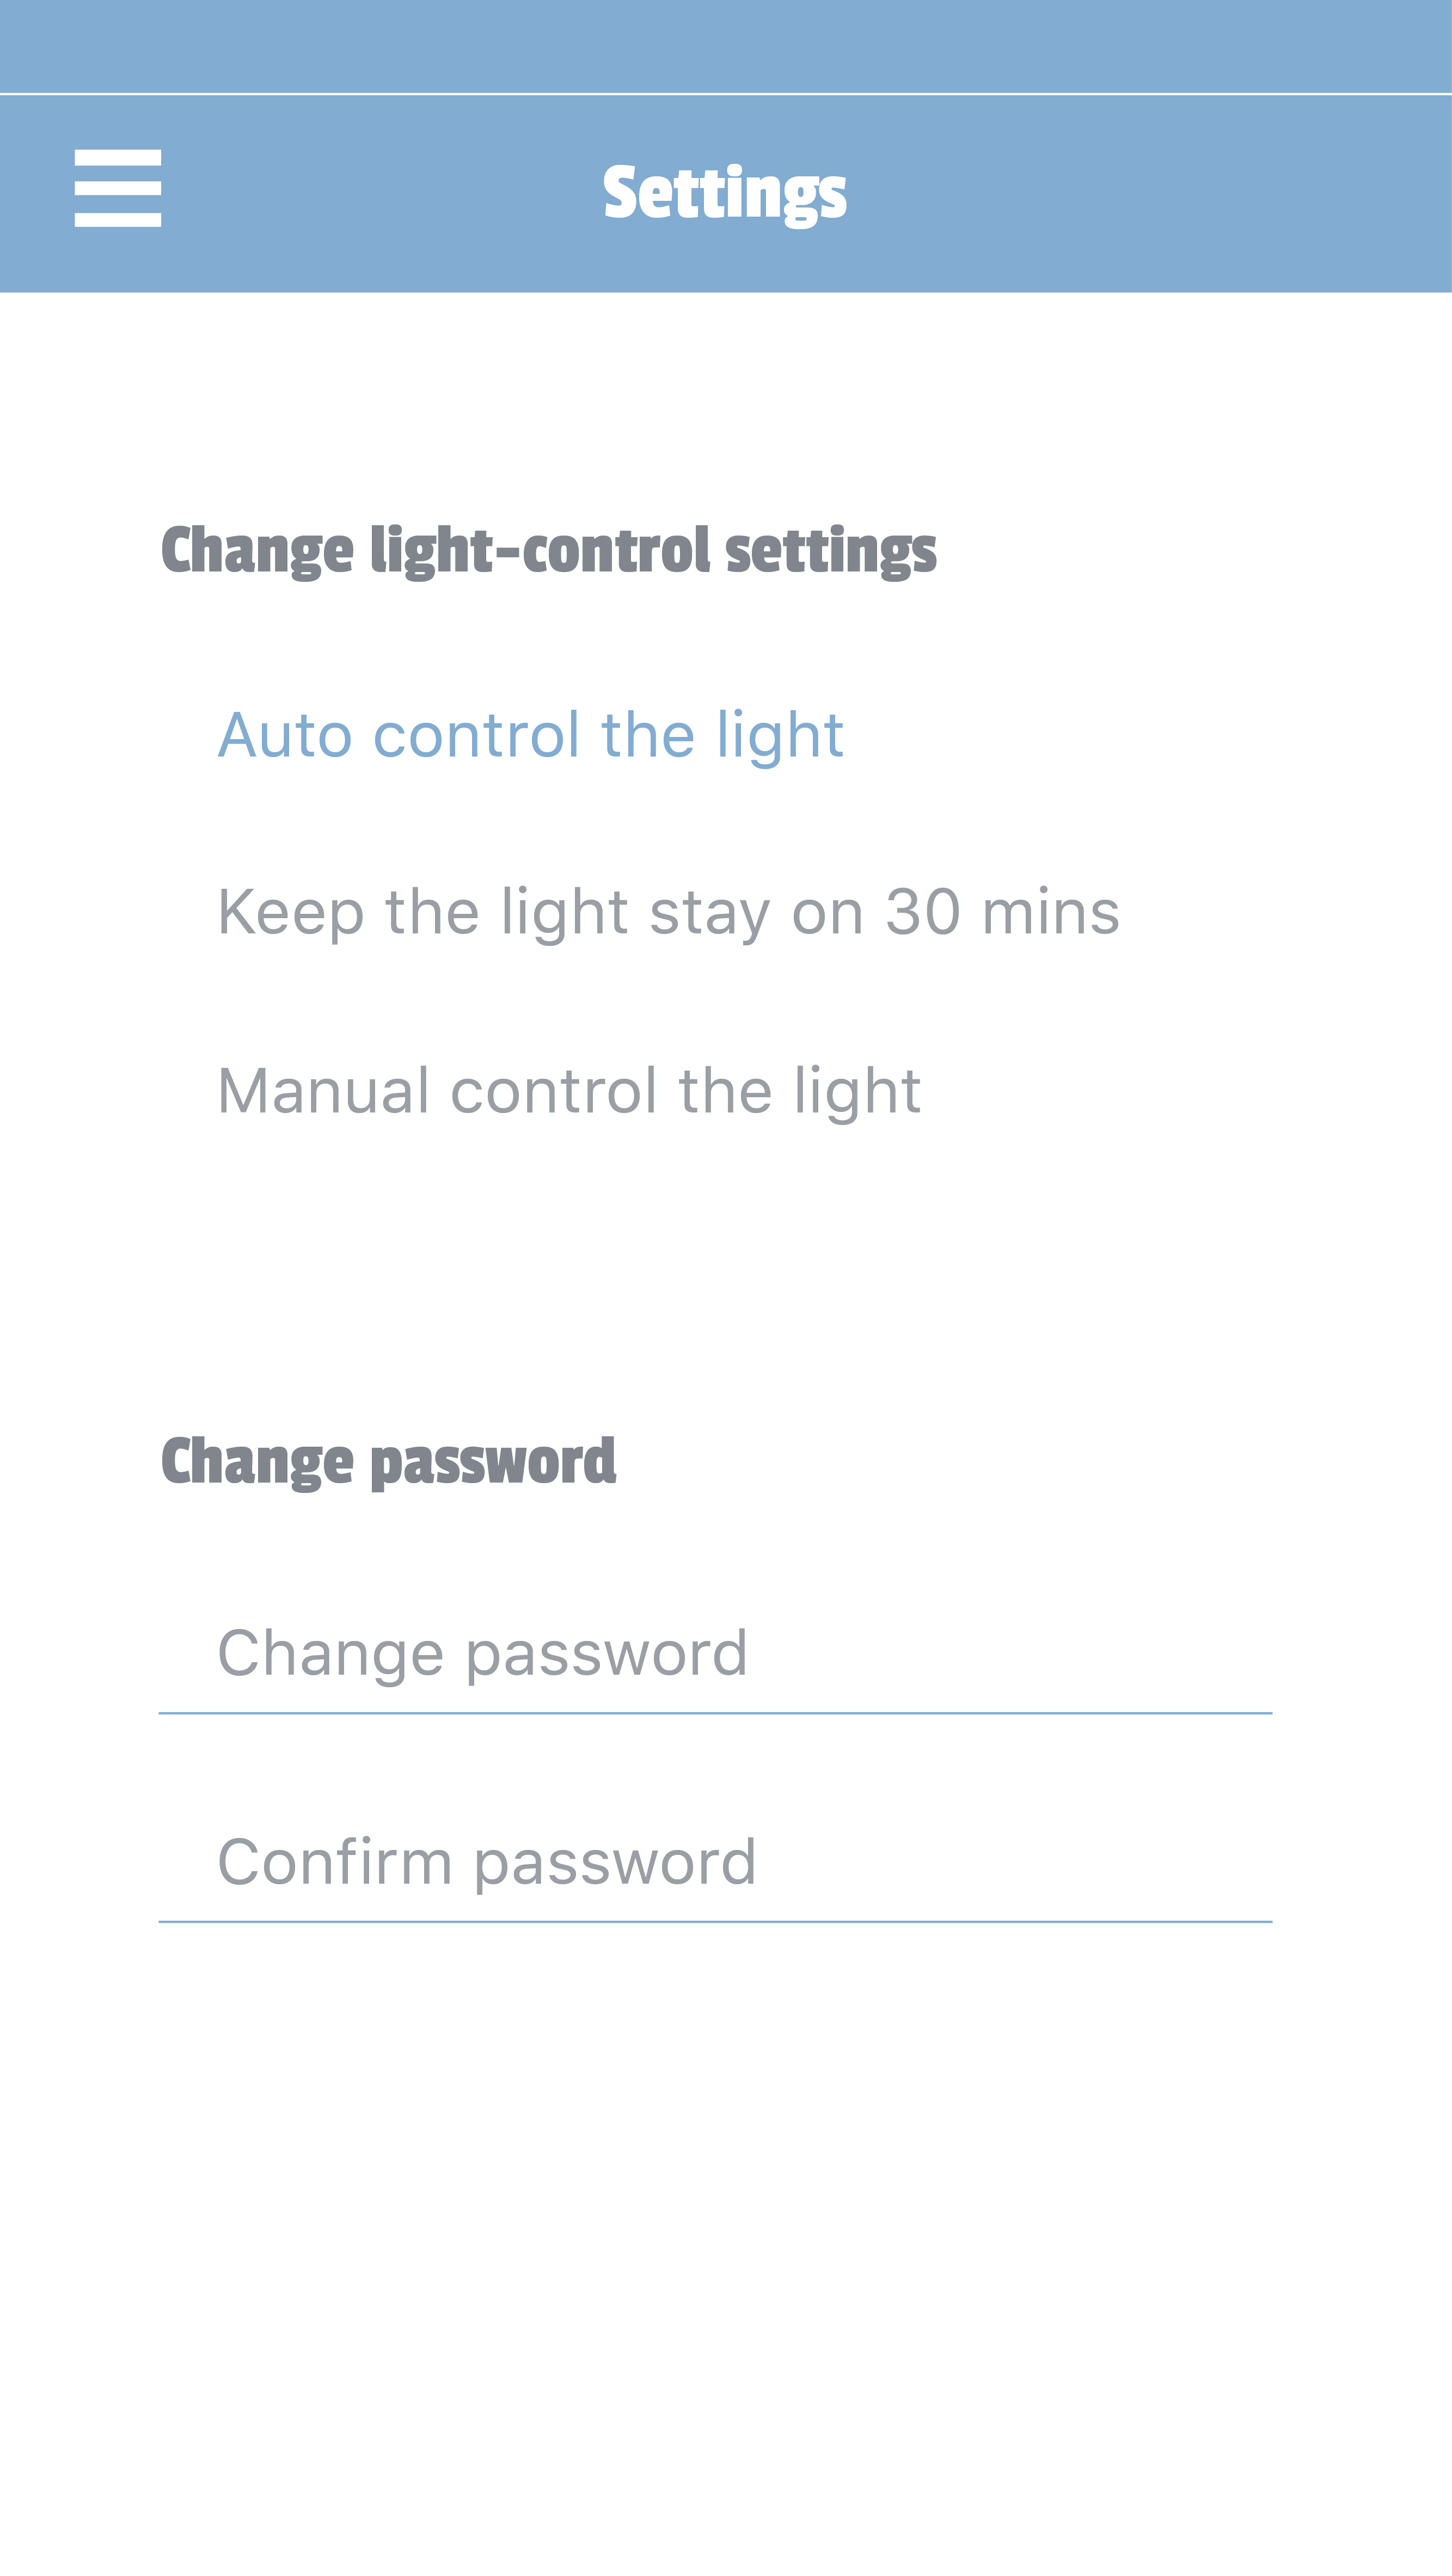 Settings
Change light-control settings
Auto control the light
Keep the light stay on 30 mins
Manual control the light
Change password
Change password
Confirm password